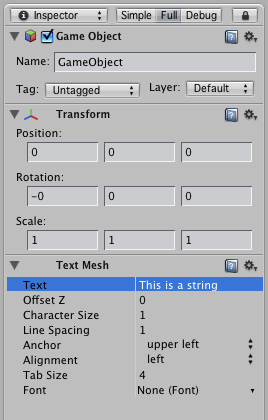 Inspector Simple Full Debug
Game Object
Name: GameObject
Tag: Untagged Layer: Default
Transform
Position:
0 0 0
Rotation:
-0 0 0
Scale:
1 1 1
Text Mesh
Text This is a string
Offset Z 0
Character Size 1
Line Spacing 1
Anchor upper left
Alignment left
Tab Size 4
Font None (Font)